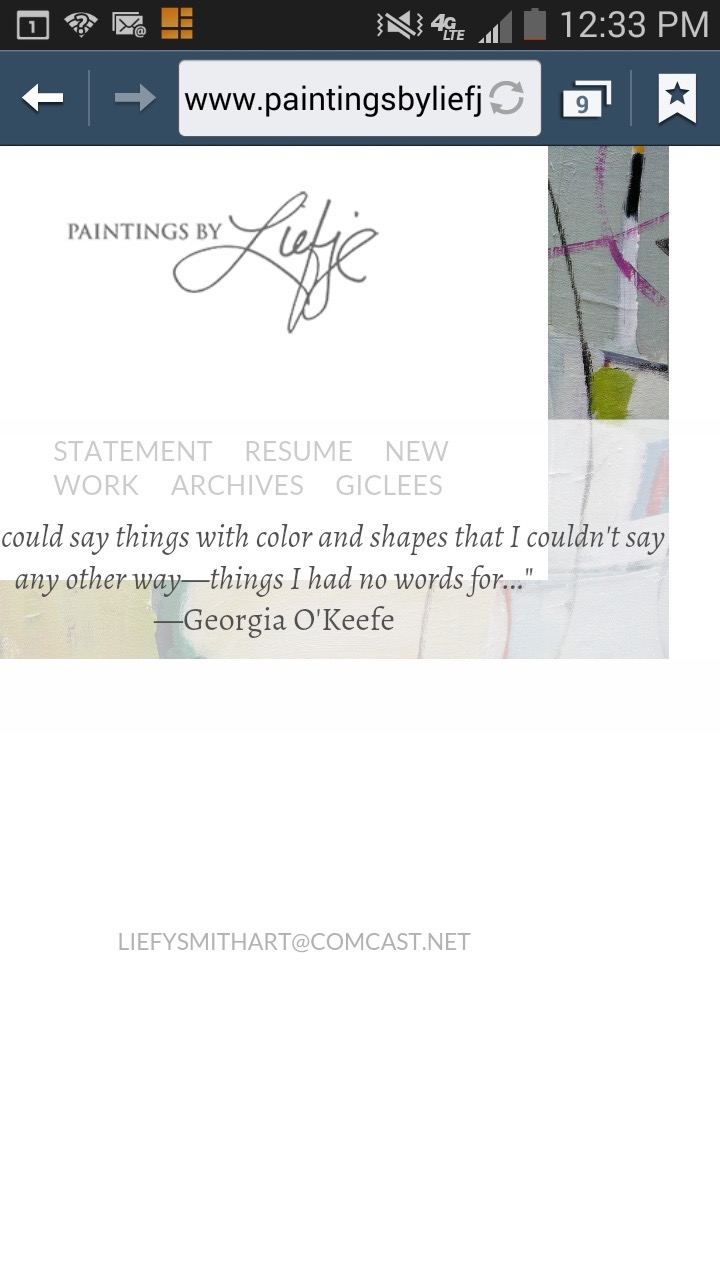 1
4G LTE 12:33 PM
www.paintingsbyliefj
9
PAINTINGS BY Liefje
STATEMENT RESUME NEW
WORK ARCHIVES GICLEES
could say things with color and shapes that I couldn't say
any other way—things I had no words for..."
—Georgia O'Keefe
LIEFYSMITHART@COMCAST.NET